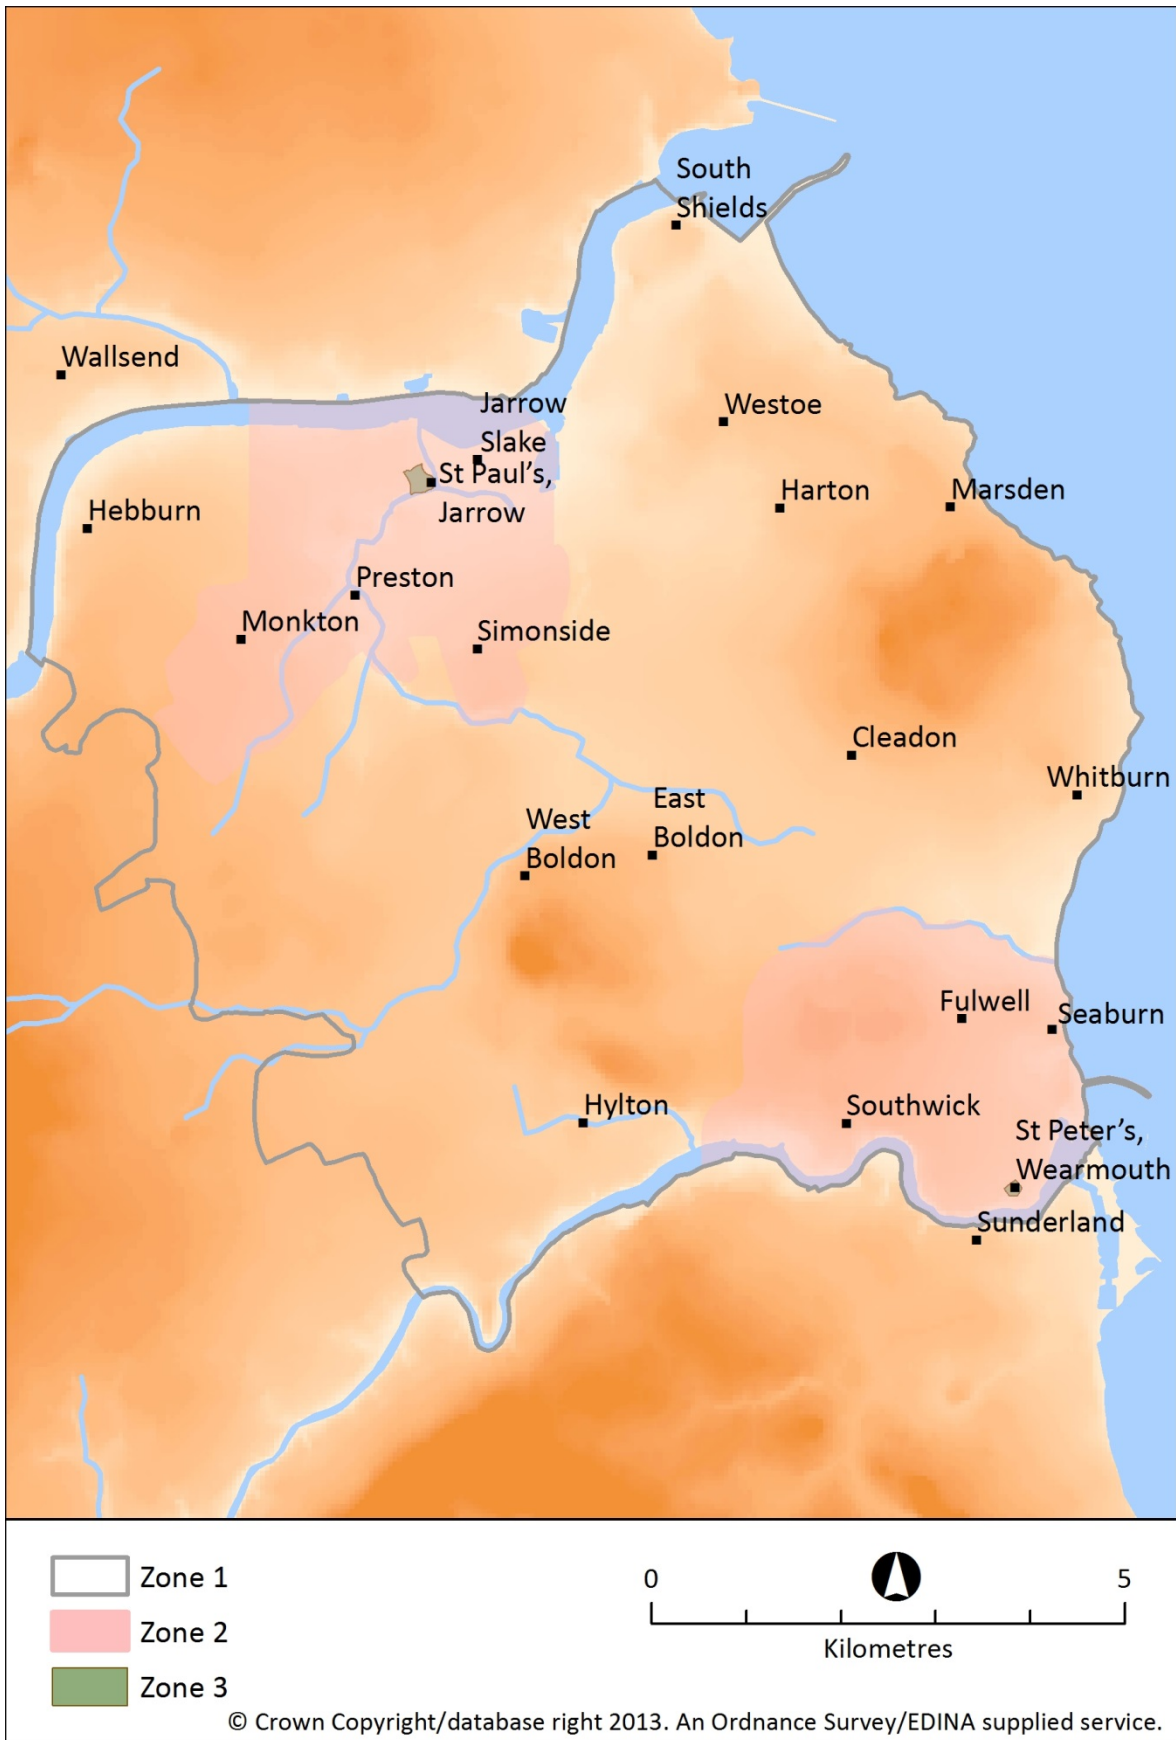 South
Shields
Wallsend
Westoe
Jarrow
Slake
St Paul's,
Jarrow
Harton
Marsden
Hebburn
Preston
Monkton
Simonside
Cleadon
Whitburn
East
Boldon
West
Boldon
Fulwell
Seaburn
Hylton
Southwick
St Peter's,
Wearmouth
Sunderland
Zone 1
Zone 2
Zone 3
0 5
Kilometres
© Crown Copyright/database right 2013. An Ordnance Survey/EDINA supplied service.